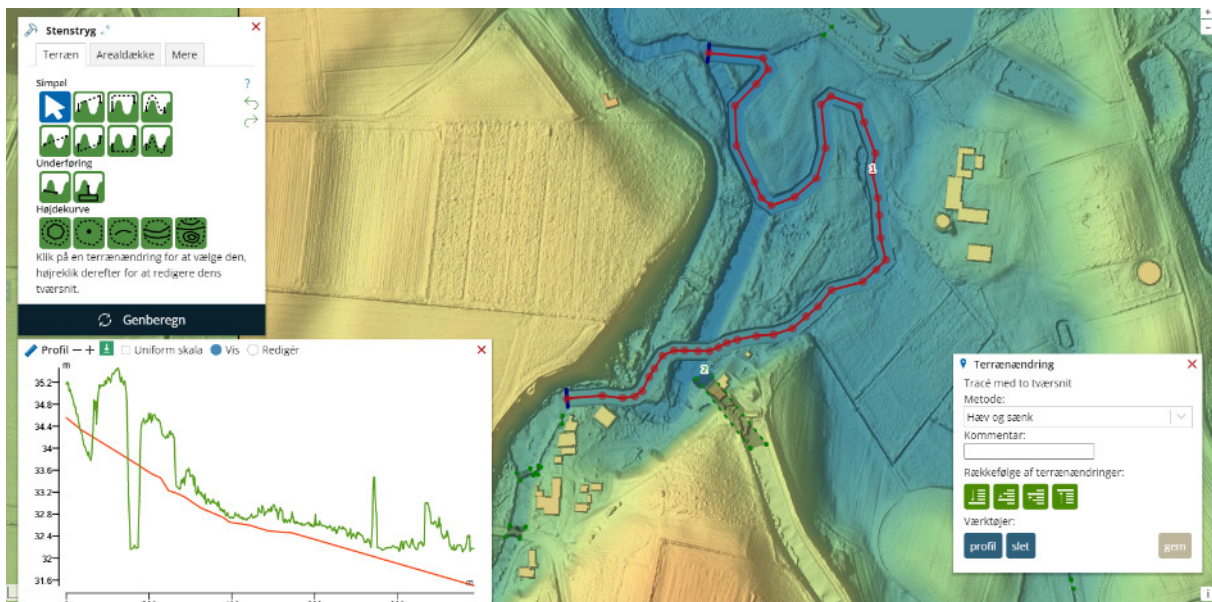 Stenstryg
Terræn Arealdække Mere
Simpel
?
Underføring
Højdekurve
Klik på en terrænændring for at vælge den,
højreklik derefter for at redigere dens
tværsnit.
Genberegn
Profil Uniform skala Vis Redigér
m
35.2
34.8
34.4
34
33.6
33.2
32.8
32.4
32
31.6
m
1
2
Terrænændring
Tracé med to tværsnit
Metode:
Hæv og sænk
Kommentar:
Rækkefølge af terrænændringer:
Værktøjer:
profil slet gem